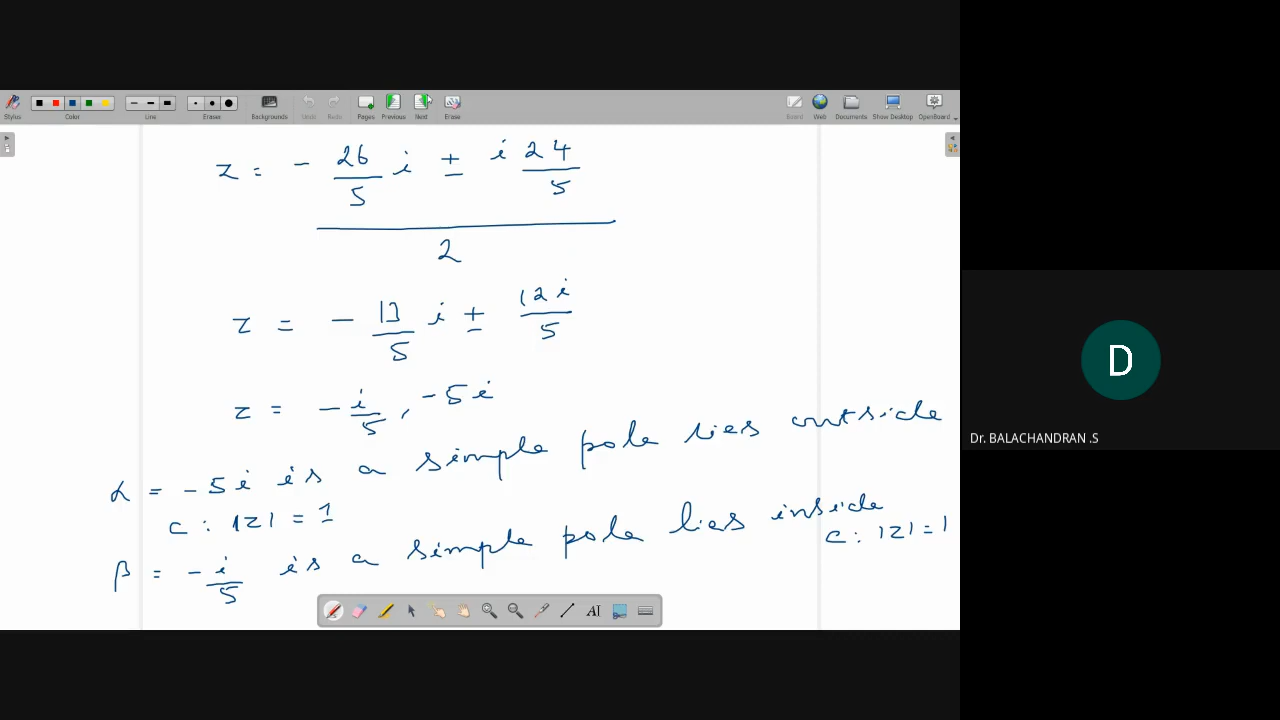 Stylus Color Line Eraser Backgrounds Undo Redo Pages Previous Next Erase Board Web Documents Show Desktop OpenBoard
z = - 26/5 i ± i 24/5
2
z = - 13/5 i ± 12i/5
z = - i/5 , -5i
α = -5i is a simple pole lies outside
c : |z| = 1
β = - i/5 is a simple pole lies inside
c : |z| = 1
D
Dr. BALACHANDRAN .S